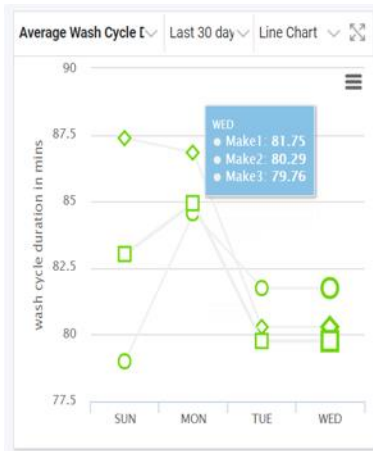 Average Wash Cycle D Last 30 day Line Chart
90
87.5
85
82.5
80
77.5
wash cycle duration in mins
WED
Make1: 81.75
Make2: 80.29
Make3: 79.76
SUN MON TUE WED